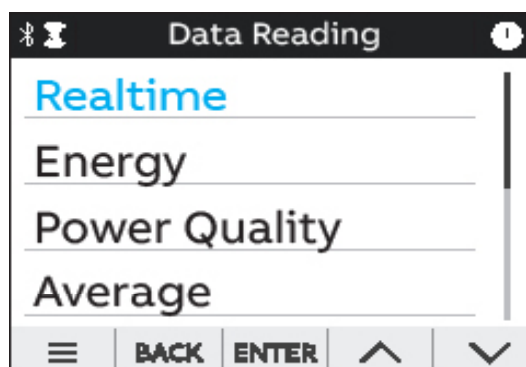 Data Reading
Realtime
Energy
Power Quality
Average
BACK ENTER